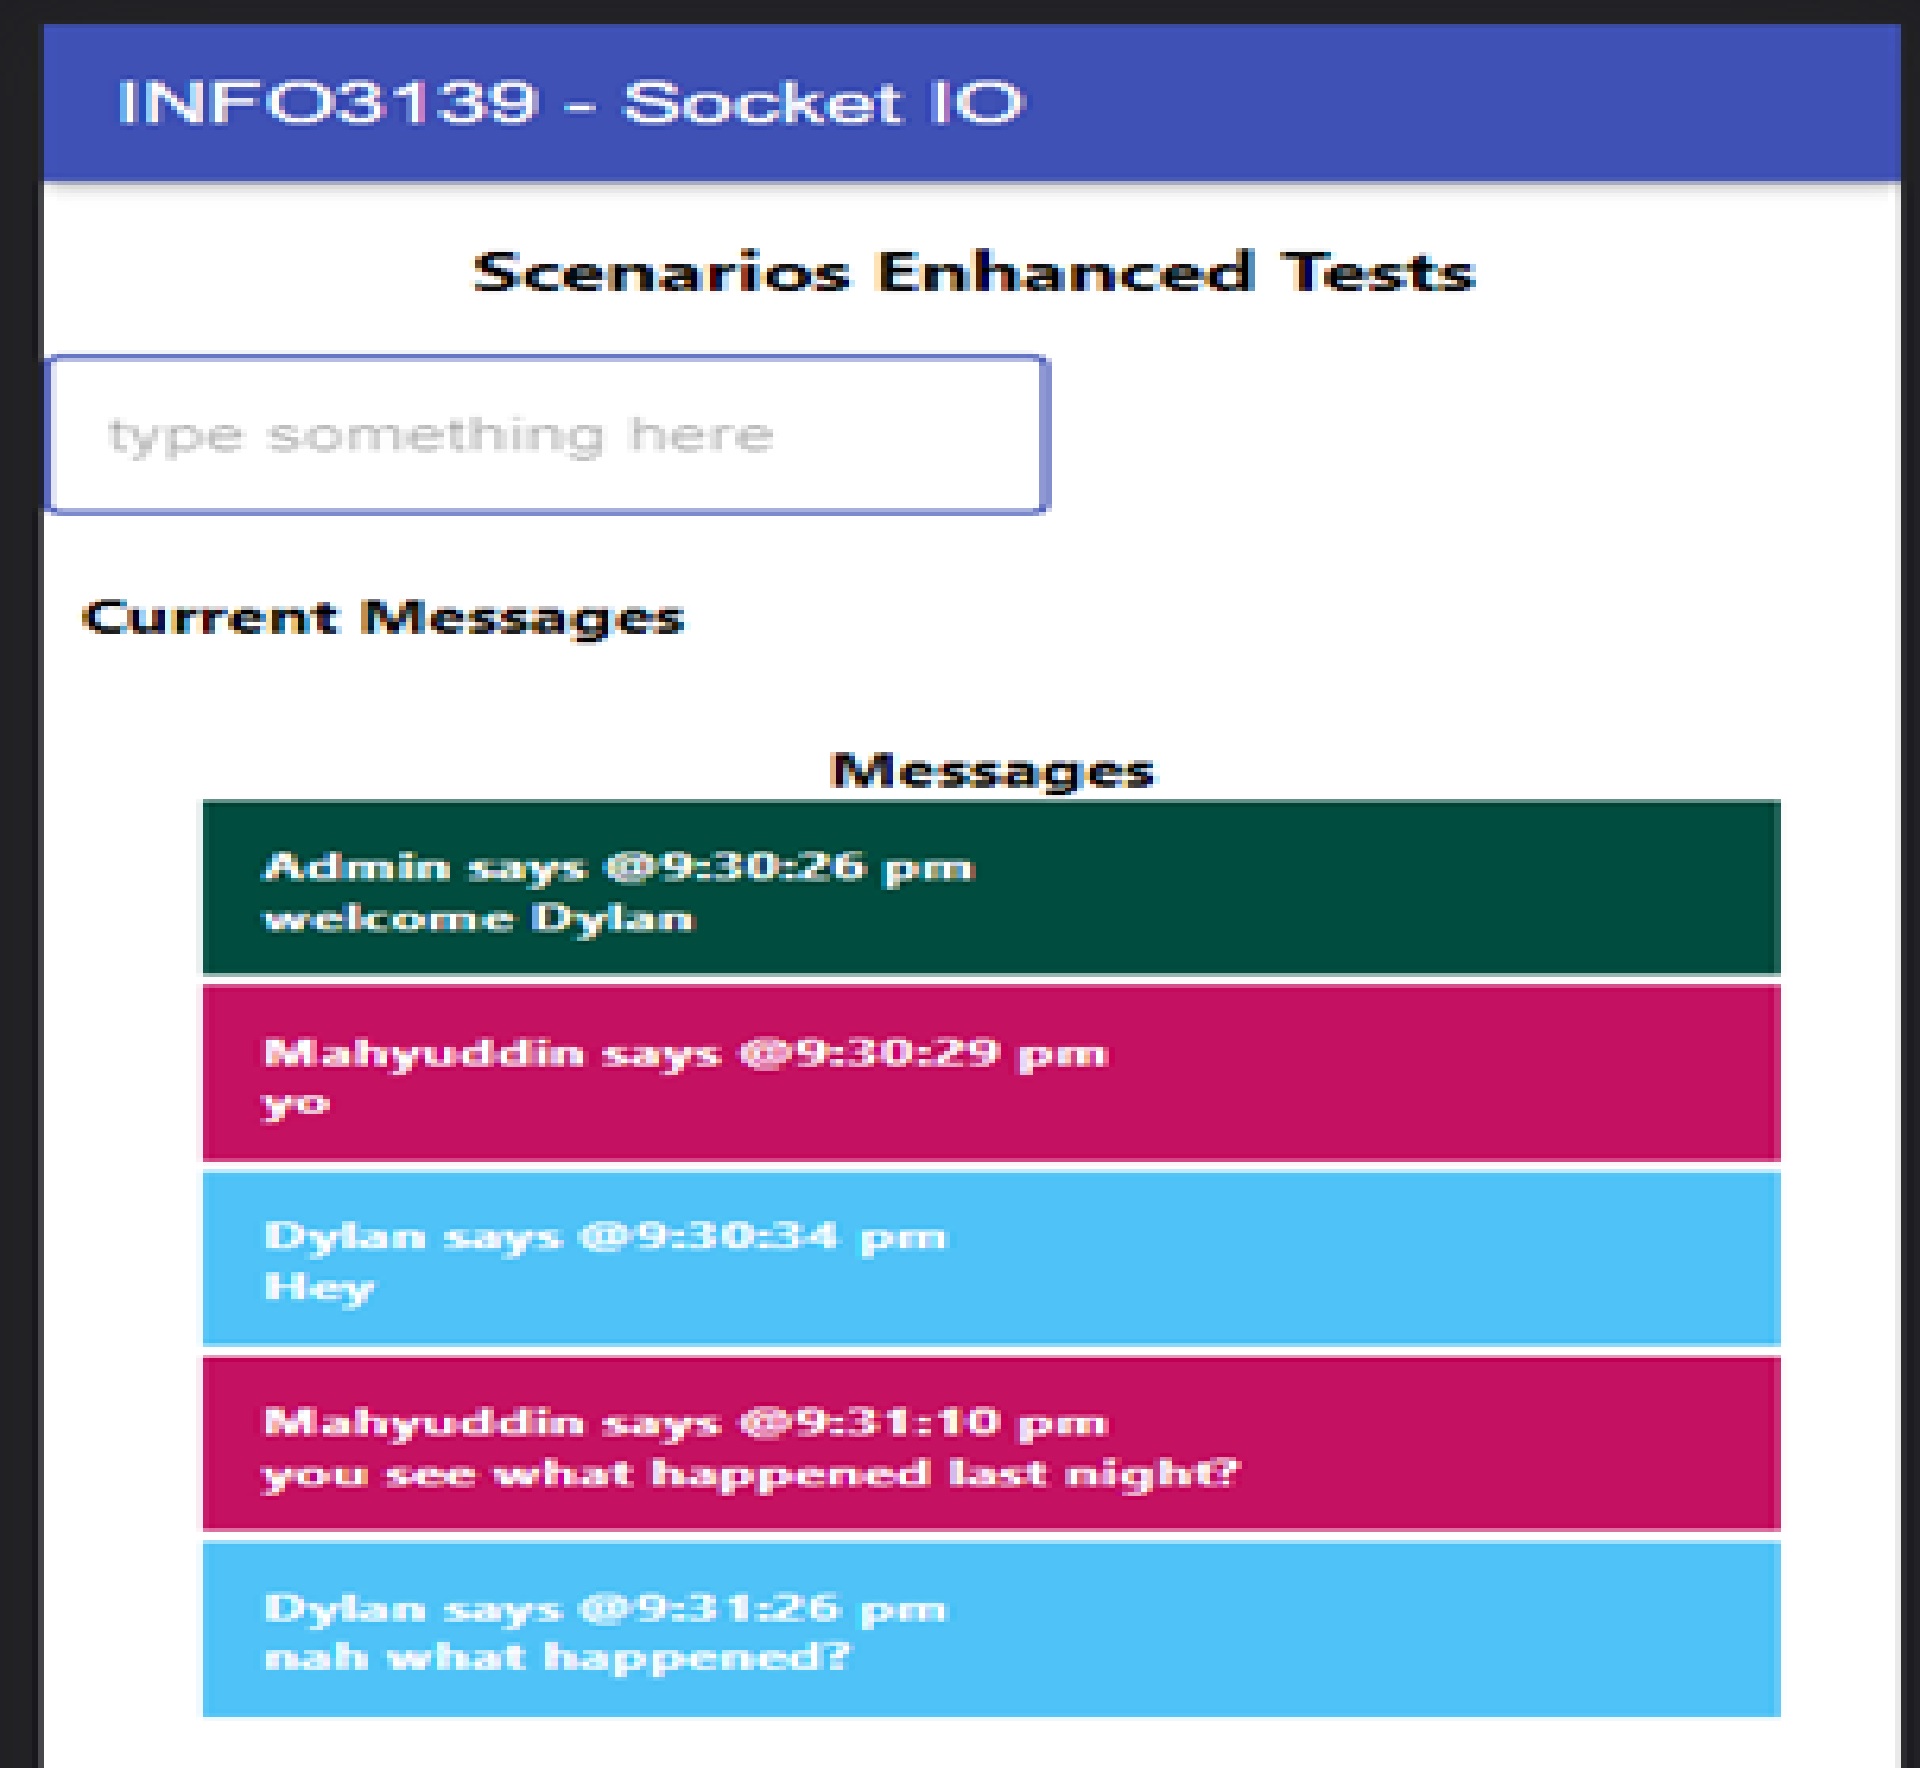 INFO3139 - Socket IO
Scenarios Enhanced Tests
type something here
Current Messages
Messages
Admin says @9:30:26 pm
welcome Dylan
Mahyuddin says @9:30:29 pm
yo
Dylan says @9:30:34 pm
Hey
Mahyuddin says @9:31:10 pm
you see what happened last night?
Dylan says @9:31:26 pm
nah what happened?